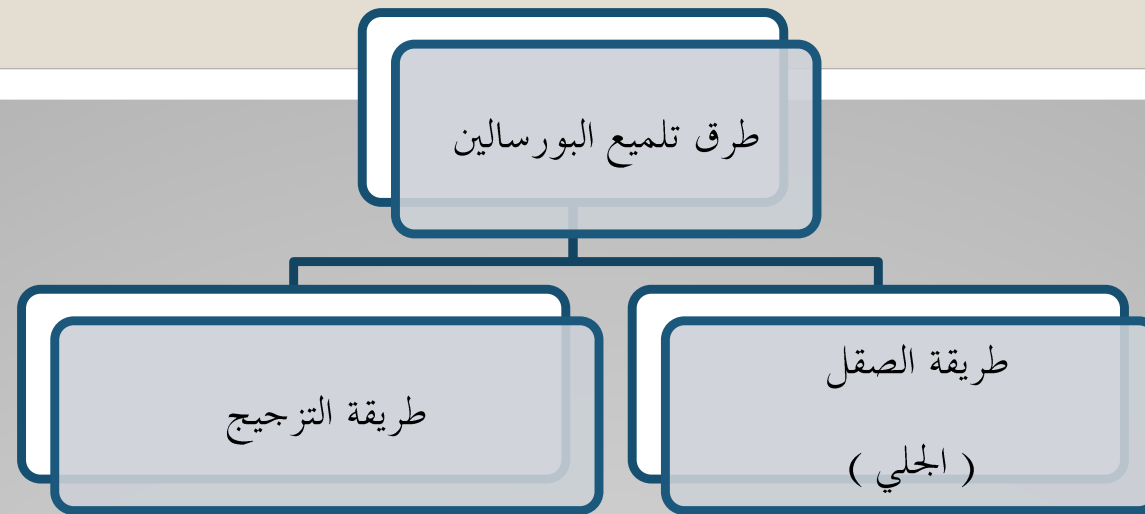 طرق تلميع البورسالين
طريقة الصقل
( الجلي )
طريقة التزجيج